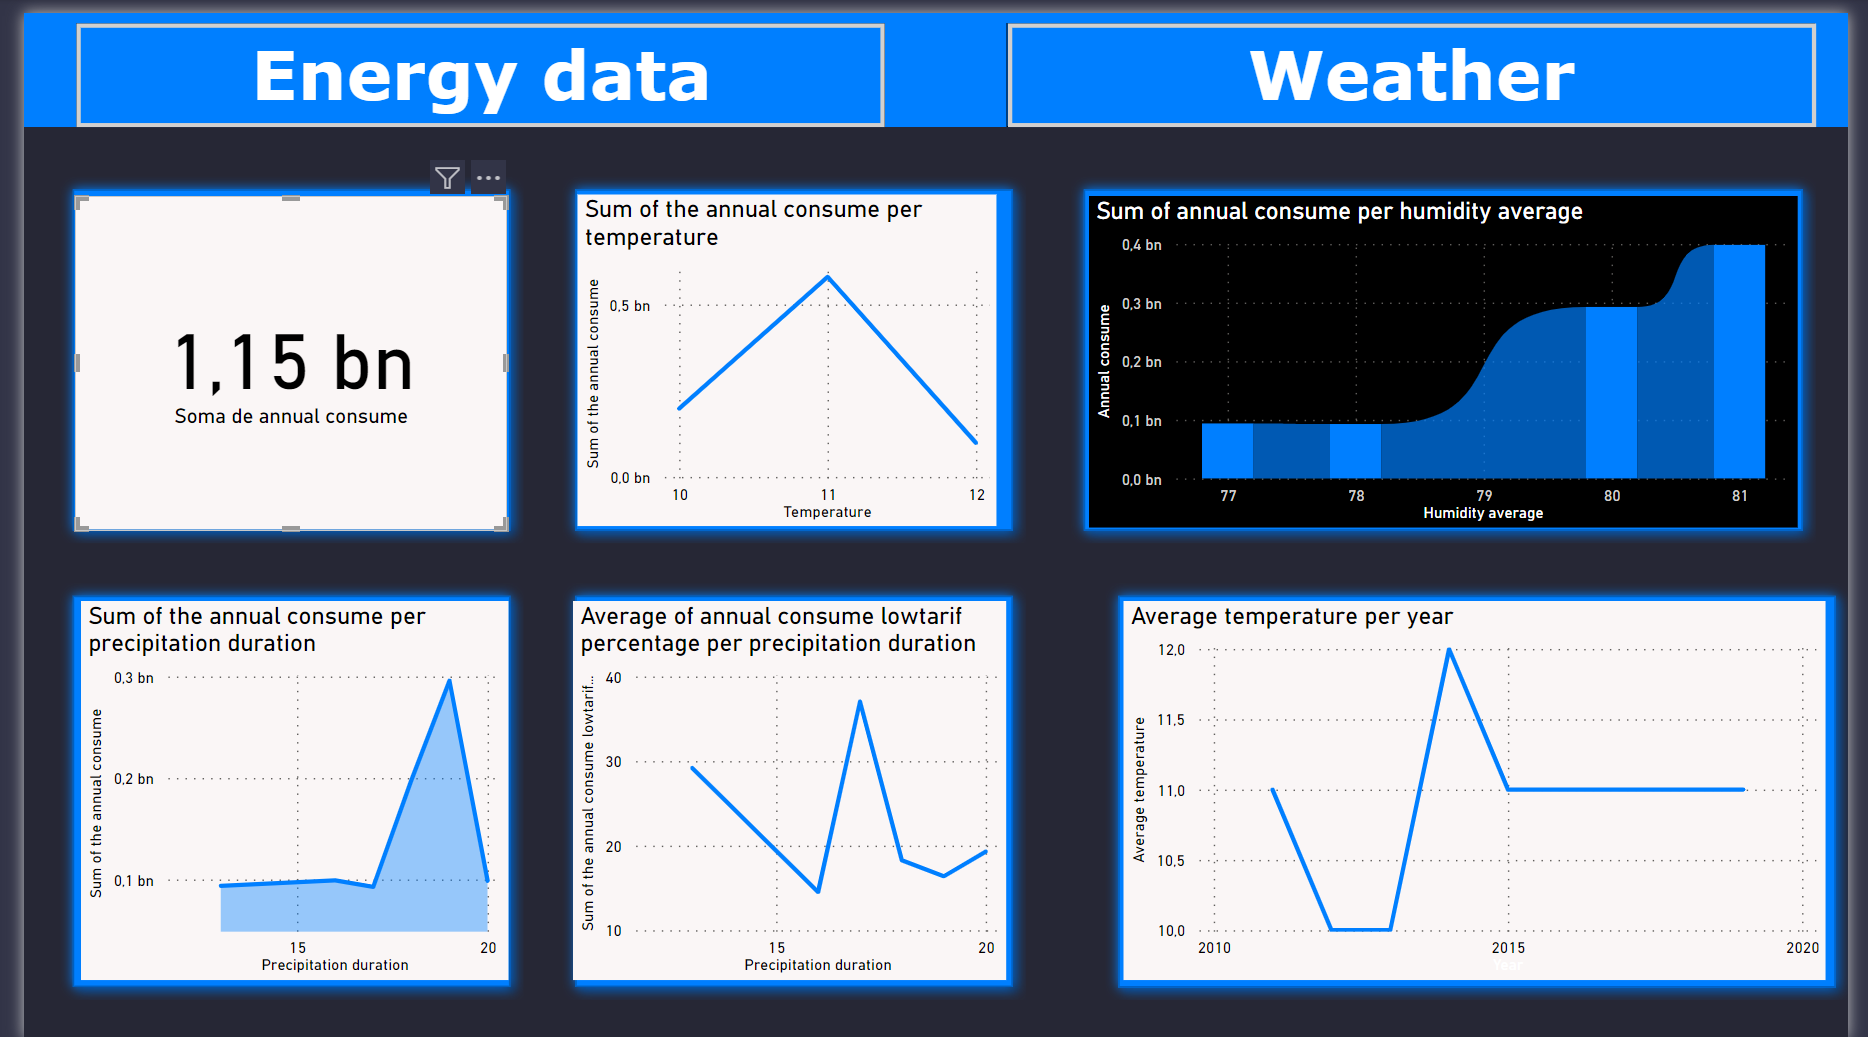 Energy data
Weather
1,15 bn
Soma de annual consume
Sum of the annual consume per
temperature
Sum of the annual consume
0,5 bn
0,0 bn
10 11 12
Temperature
Sum of annual consume per humidity average
Annual consume
0,4 bn
0,3 bn
0,2 bn
0,1 bn
0,0 bn
77 78 79 80 81
Humidity average
Sum of the annual consume per
precipitation duration
Sum of the annual consume
0,3 bn
0,2 bn
0,1 bn
15 20
Precipitation duration
Average of annual consume lowtarif
percentage per precipitation duration
Sum of the annual consume lowtarif...
40
30
20
10
15 20
Precipitation duration
Average temperature per year
Average temperature
12,0
11,5
11,0
10,5
10,0
2010 2015 2020
Year